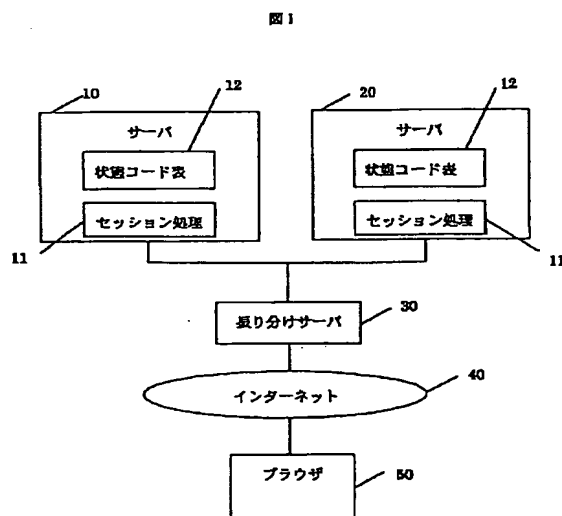 図1
10
12
20
12
サーバ
サーバ
状態コード表
状態コード表
セッション処理
セッション処理
11
11
振り分けサーバ
30
インターネット
40
ブラウザ
50